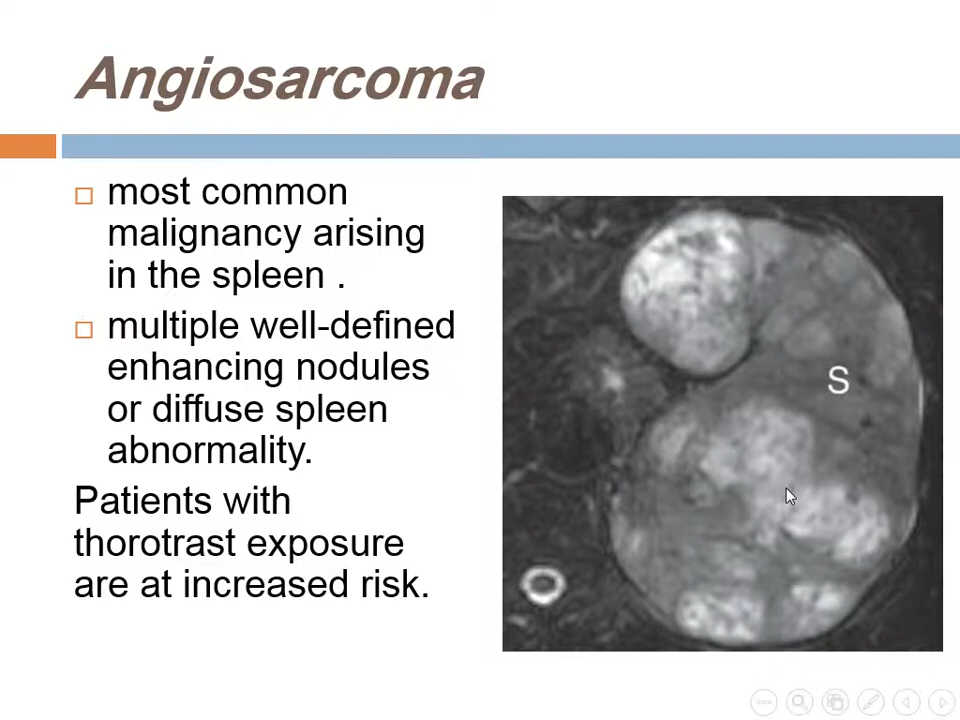 Angiosarcoma
most common
malignancy arising
in the spleen .
multiple well-defined
enhancing nodules
or diffuse spleen
abnormality.
Patients with
thorotrast exposure
are at increased risk.
S